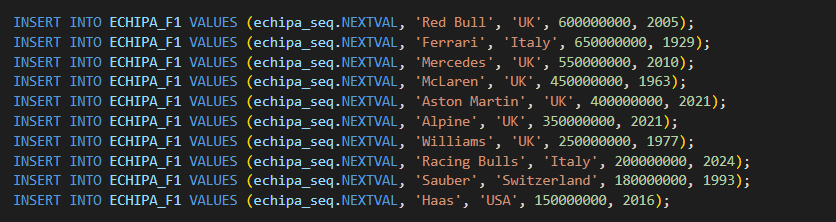 INSERT INTO ECHIPA_F1 VALUES (echipa_seq.NEXTVAL, 'Red Bull', 'UK', 600000000, 2005);
INSERT INTO ECHIPA_F1 VALUES (echipa_seq.NEXTVAL, 'Ferrari', 'Italy', 650000000, 1929);
INSERT INTO ECHIPA_F1 VALUES (echipa_seq.NEXTVAL, 'Mercedes', 'UK', 550000000, 2010);
INSERT INTO ECHIPA_F1 VALUES (echipa_seq.NEXTVAL, 'McLaren', 'UK', 450000000, 1963);
INSERT INTO ECHIPA_F1 VALUES (echipa_seq.NEXTVAL, 'Aston Martin', 'UK', 400000000, 2021);
INSERT INTO ECHIPA_F1 VALUES (echipa_seq.NEXTVAL, 'Alpine', 'UK', 350000000, 2021);
INSERT INTO ECHIPA_F1 VALUES (echipa_seq.NEXTVAL, 'Williams', 'UK', 250000000, 1977);
INSERT INTO ECHIPA_F1 VALUES (echipa_seq.NEXTVAL, 'Racing Bulls', 'Italy', 200000000, 2024);
INSERT INTO ECHIPA_F1 VALUES (echipa_seq.NEXTVAL, 'Sauber', 'Switzerland', 180000000, 1993);
INSERT INTO ECHIPA_F1 VALUES (echipa_seq.NEXTVAL, 'Haas', 'USA', 150000000, 2016);